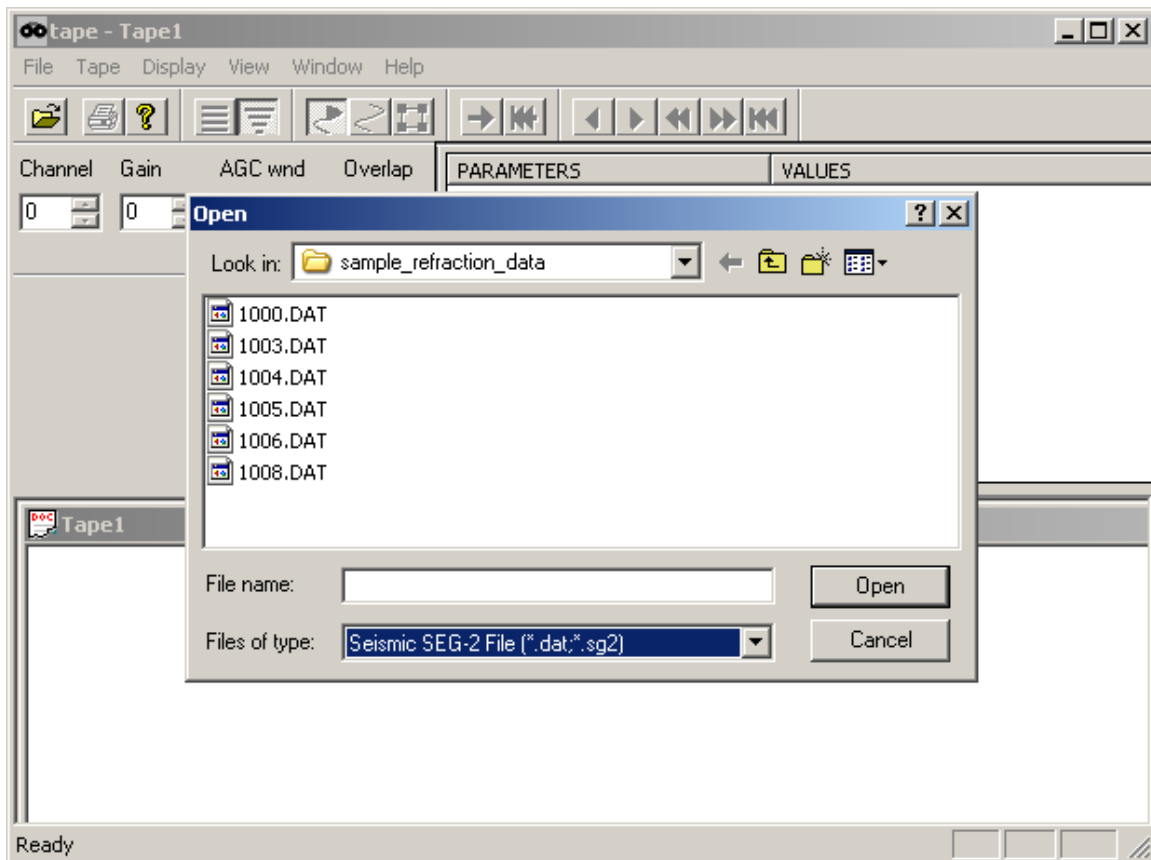 tape - Tape1
File Tape Display View Window Help
Channel Gain AGC wnd Overlap PARAMETERS VALUES
0 0
Open
Look in: sample_refraction_data
1000.DAT
1003.DAT
1004.DAT
1005.DAT
1006.DAT
1008.DAT
File name: Open
Files of type: Seismic SEG-2 File (*.dat;*.sg2) Cancel
DOC Tape1
Ready